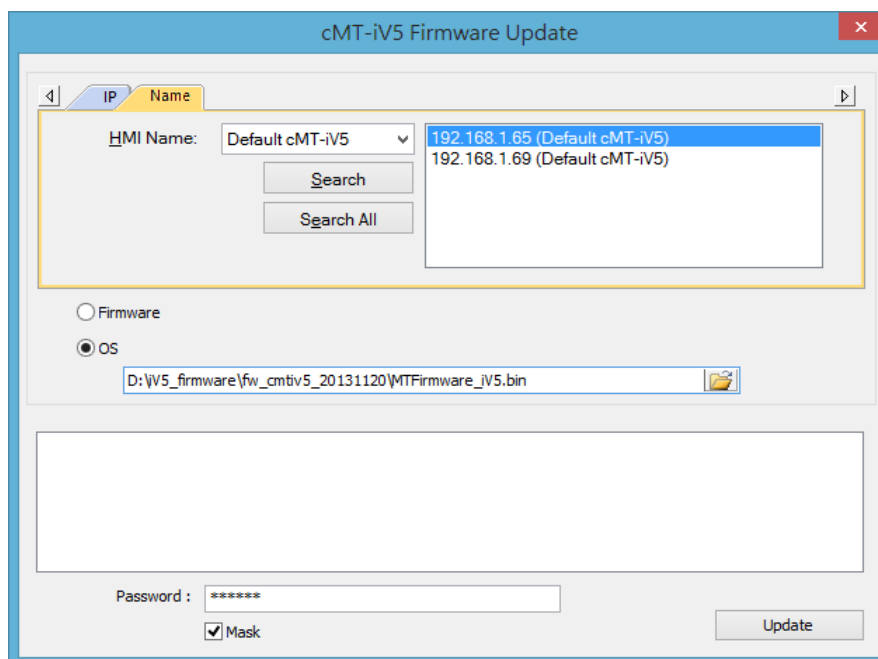 cMT-iV5 Firmware Update
IP
Name
HMI Name:
Default cMT-iV5
192.168.1.65 (Default cMT-iV5)
192.168.1.69 (Default cMT-iV5)
Search
Search All
Firmware
OS
D:\iV5_firmware\fw_cmtiv5_20131120\MTFirmware_iV5.bin
Password :
******
Mask
Update